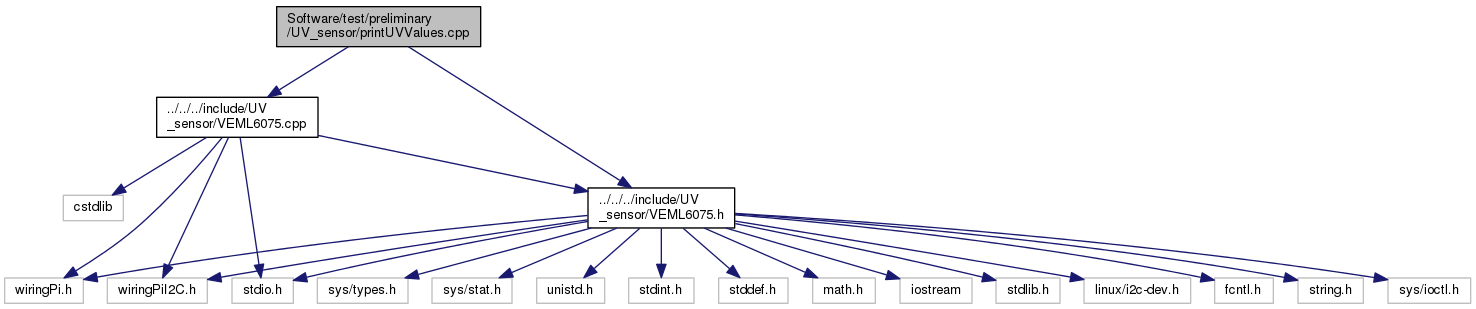 Software/test/preliminary
/UV_sensor/printUVValues.cpp
../../../include/UV
_sensor/VEML6075.cpp
cstdlib
../../../include/UV
_sensor/VEML6075.h
wiringPi.h
wiringPiI2C.h
stdio.h
sys/types.h
sys/stat.h
unistd.h
stdint.h
stddef.h
math.h
iostream
stdlib.h
linux/i2c-dev.h
fcntl.h
string.h
sys/ioctl.h